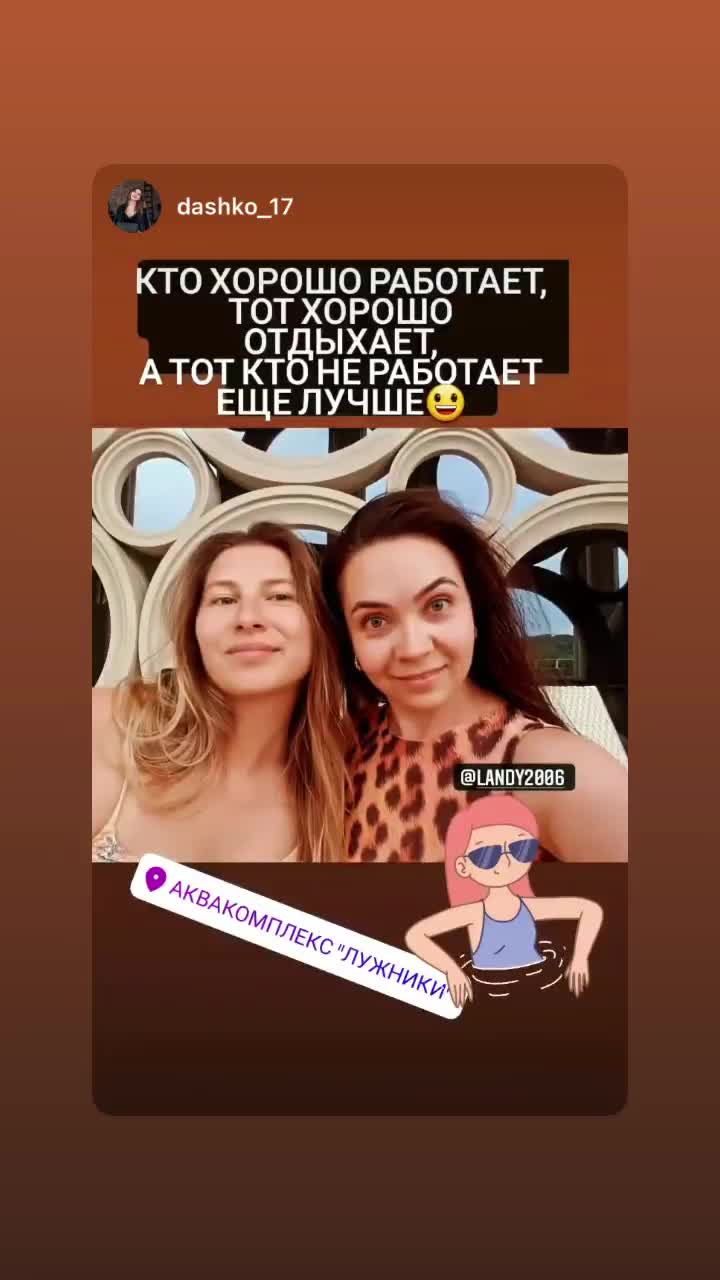 dashko_17
КТО ХОРОШО РАБОТАЕТ,
ТОТ ХОРОШО
ОТДЫХАЕТ,
А ТОТ КТО НЕ РАБОТАЕТ
ЕЩЕ ЛУЧШЕ😀
@LANDY2006
АКВАКОМПЛЕКС "ЛУЖНИКИ"